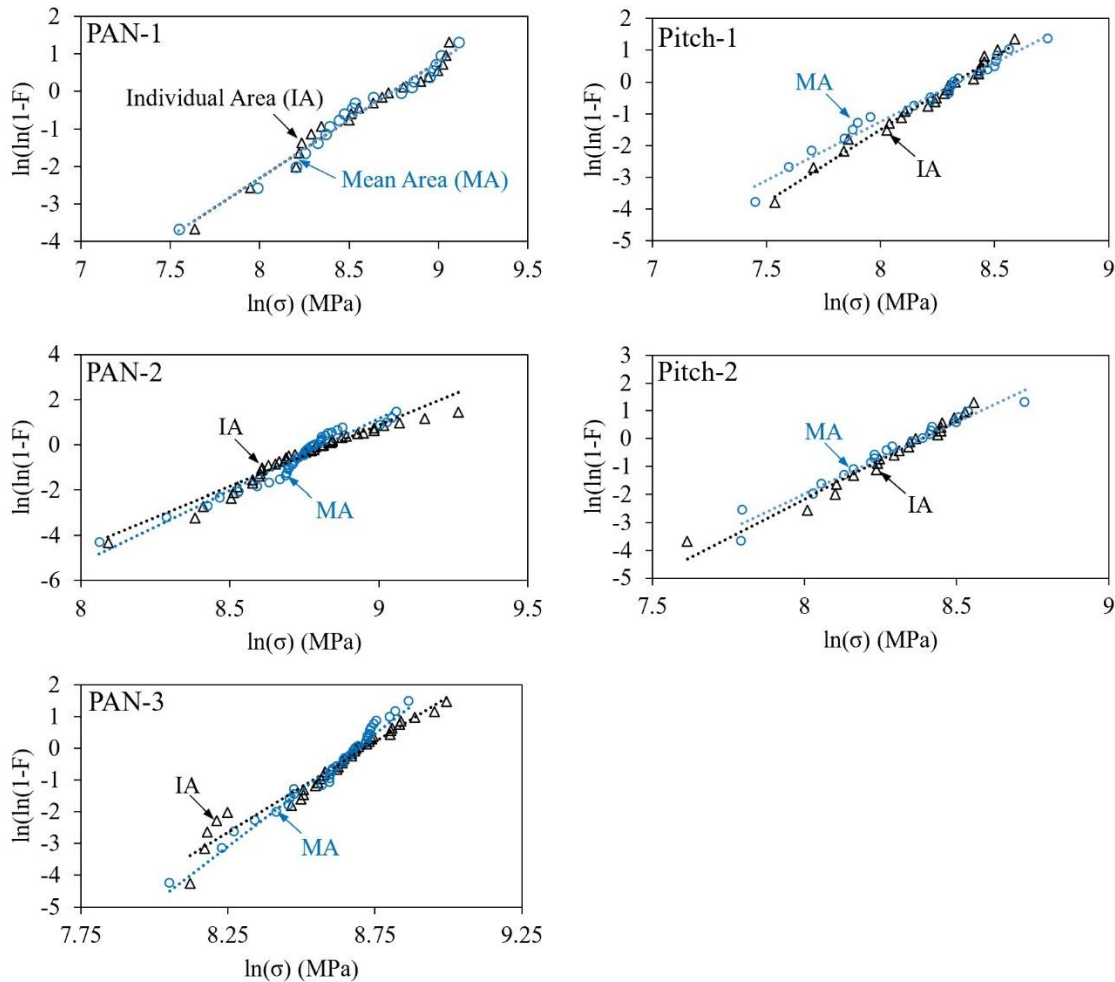 PAN-1
ln(ln(1-F)
2
1
0
-1
-2
-3
-4
Individual Area (IA)
Mean Area (MA)
7 7.5 8 8.5 9 9.5
ln(σ) (MPa)
Pitch-1
ln(ln(1-F)
2
1
0
-1
-2
-3
-4
-5
MA
IA
7 7.5 8 8.5 9
ln(σ) (MPa)
PAN-2
ln(ln(1-F)
4
2
0
-2
-4
-6
IA
MA
8 8.5 9 9.5
ln(σ) (MPa)
Pitch-2
ln(ln(1-F)
3
2
1
0
-1
-2
-3
-4
-5
MA
IA
7.5 8 8.5 9
ln(σ) (MPa)
PAN-3
ln(ln(1-F)
2
1
0
-1
-2
-3
-4
-5
IA
MA
7.75 8.25 8.75 9.25
ln(σ) (MPa)